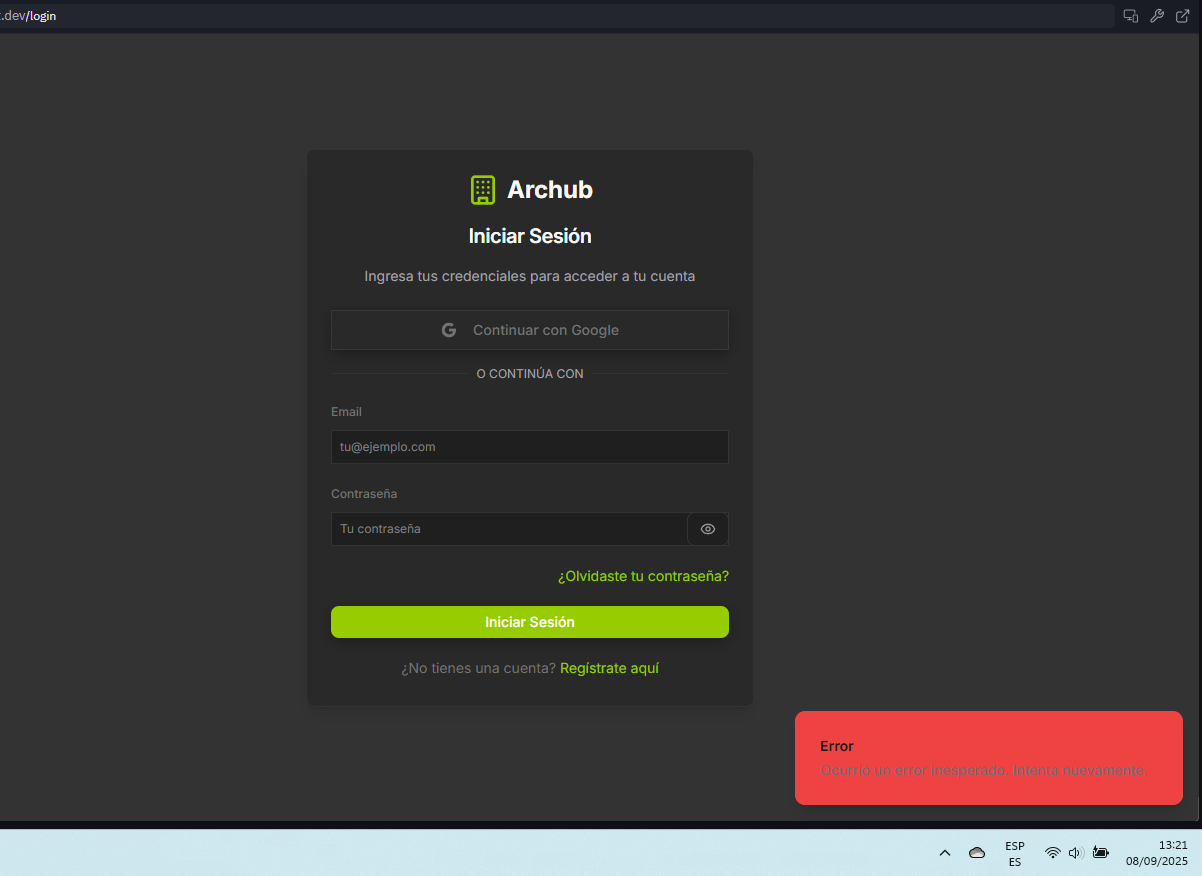 .dev/login
Archub
Iniciar Sesión
Ingresa tus credenciales para acceder a tu cuenta
Continuar con Google
O CONTINÚA CON
Email
tu@ejemplo.com
Contraseña
Tu contraseña
¿Olvidaste tu contraseña?
Iniciar Sesión
¿No tienes una cuenta? Regístrate aquí
Error
Ocurrió un error inesperado. Intenta nuevamente.
ESP
ES
13:21
08/09/2025